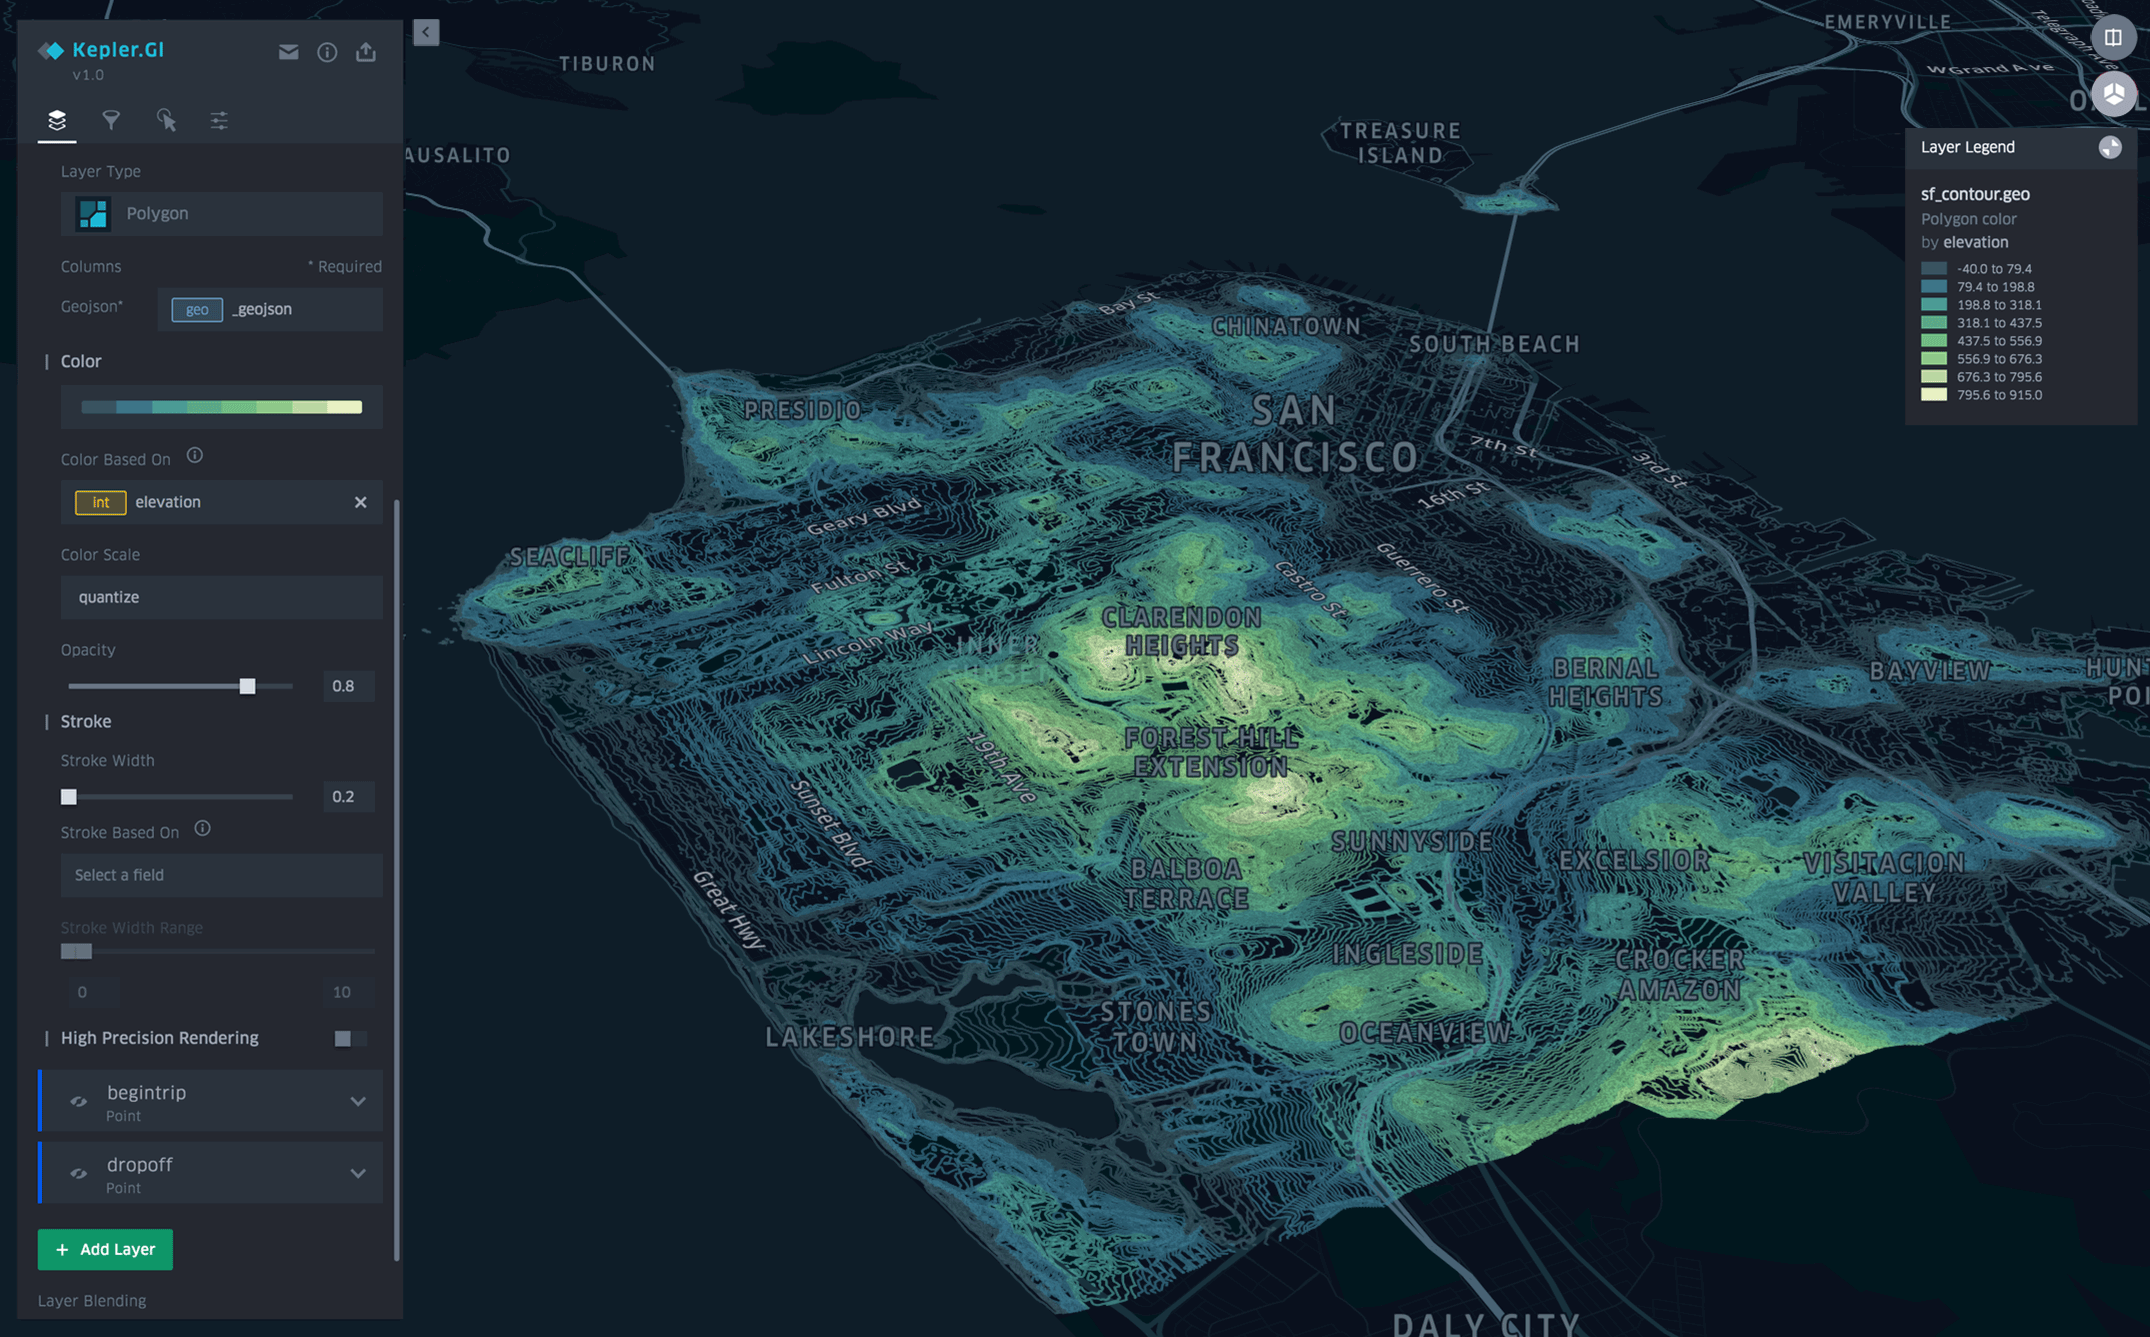 Kepler.Gl
v1.0
Layer Type
Polygon
Columns
* Required
Geojson*
geo
_geojson
Color
Color Based On
int
elevation
Color Scale
quantize
Opacity
0.8
Stroke
Stroke Width
0.2
Stroke Based On
Select a field
Stroke Width Range
0
10
High Precision Rendering
begintrip
Point
dropoff
Point
+ Add Layer
Layer Blending
TIBURON
AUSALITO
EMERYVILLE
W Grand Ave
Telegraph Ave
TREASURE
ISLAND
Bay St
CHINATOWN
SOUTH BEACH
PRESIDIO
SAN
FRANCISCO
7th St
3rd St
16th St
Geary Blvd
SEACLIFF
Fulton St
Guerrero St
Castro St
CLARENDON
HEIGHTS
Lincoln Way
INNER
SUNSET
BERNAL
HEIGHTS
BAYVIEW
HUNT
POI
19th Ave
FOREST HILL
EXTENSION
Sunset Blvd
SUNNYSIDE
BALBOA
TERRACE
EXCELSIOR
VISITACION
VALLEY
Great Hwy
INGLESIDE
CROCKER
AMAZON
STONES
TOWN
LAKESHORE
OCEANVIEW
DALY CITY
Layer Legend
sf_contour.geo
Polygon color
by elevation
-40.0 to 79.4
79.4 to 198.8
198.8 to 318.1
318.1 to 437.5
437.5 to 556.9
556.9 to 676.3
676.3 to 795.6
795.6 to 915.0